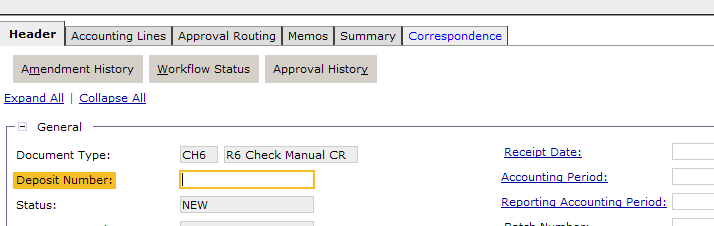 Header Accounting Lines Approval Routing Memos Summary Correspondence
Amendment History Workflow Status Approval History
Expand All | Collapse All
General
Document Type: CH6 R6 Check Manual CR Receipt Date:
Deposit Number: Accounting Period:
Status: NEW Reporting Accounting Period: